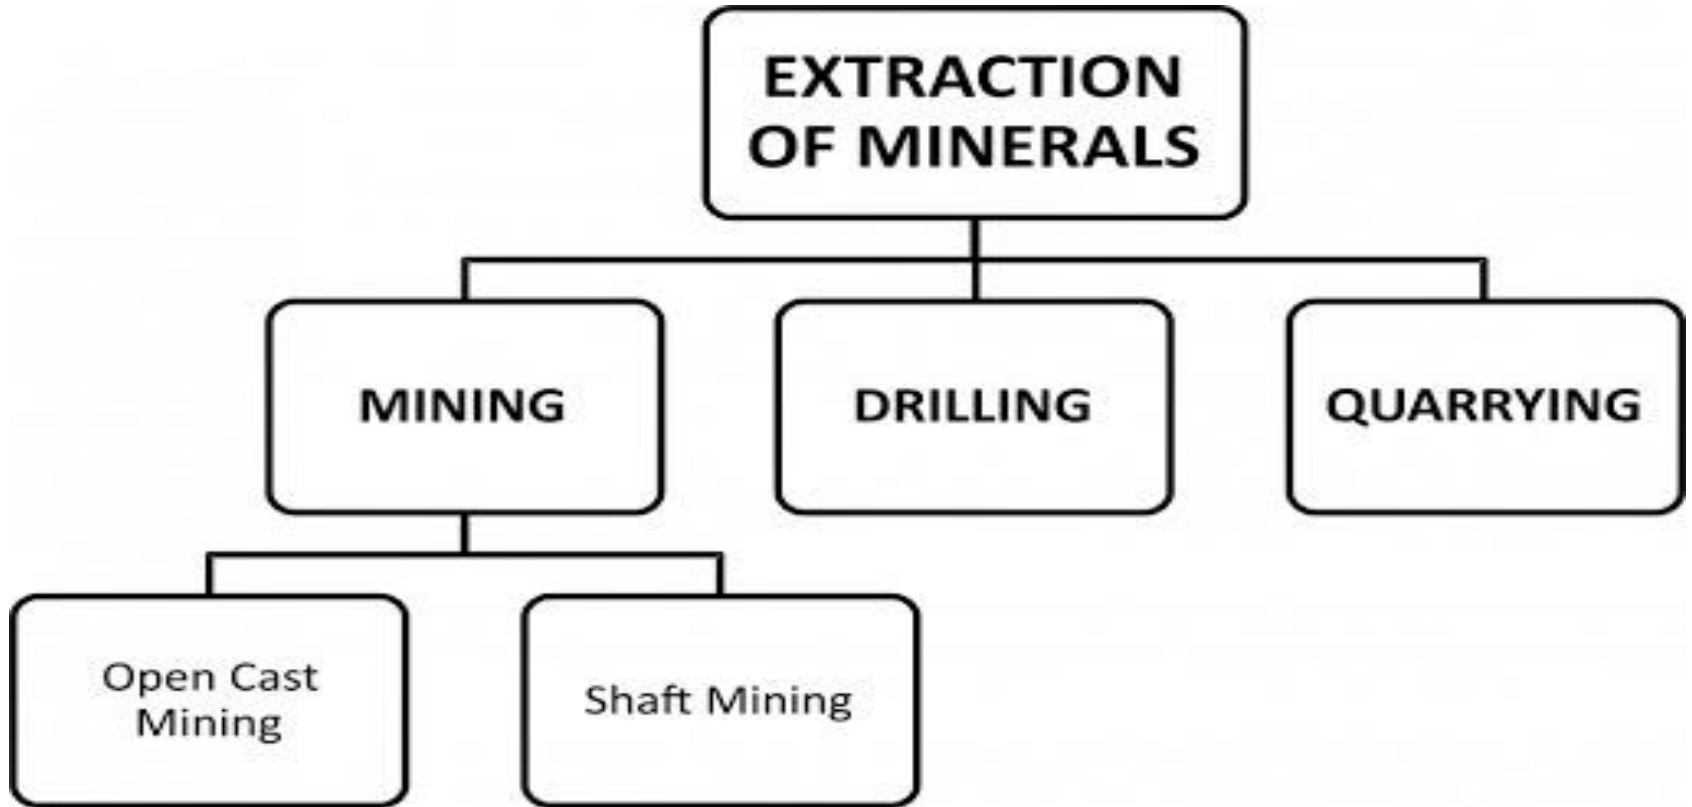 EXTRACTION
OF MINERALS
MINING
DRILLING
QUARRYING
Open Cast
Mining
Shaft Mining